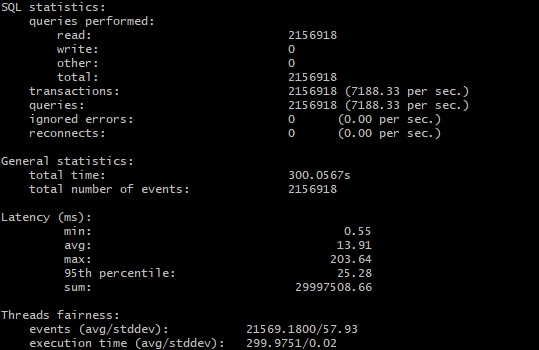 SQL statistics:
queries performed:
read: 2156918
write: 0
other: 0
total: 2156918
transactions: 2156918 (7188.33 per sec.)
queries: 2156918 (7188.33 per sec.)
ignored errors: 0 (0.00 per sec.)
reconnects: 0 (0.00 per sec.)
General statistics:
total time: 300.0567s
total number of events: 2156918
Latency (ms):
min: 0.55
avg: 13.91
max: 203.64
95th percentile: 25.28
sum: 29997508.66
Threads fairness:
events (avg/stddev): 21569.1800/57.93
execution time (avg/stddev): 299.9751/0.02